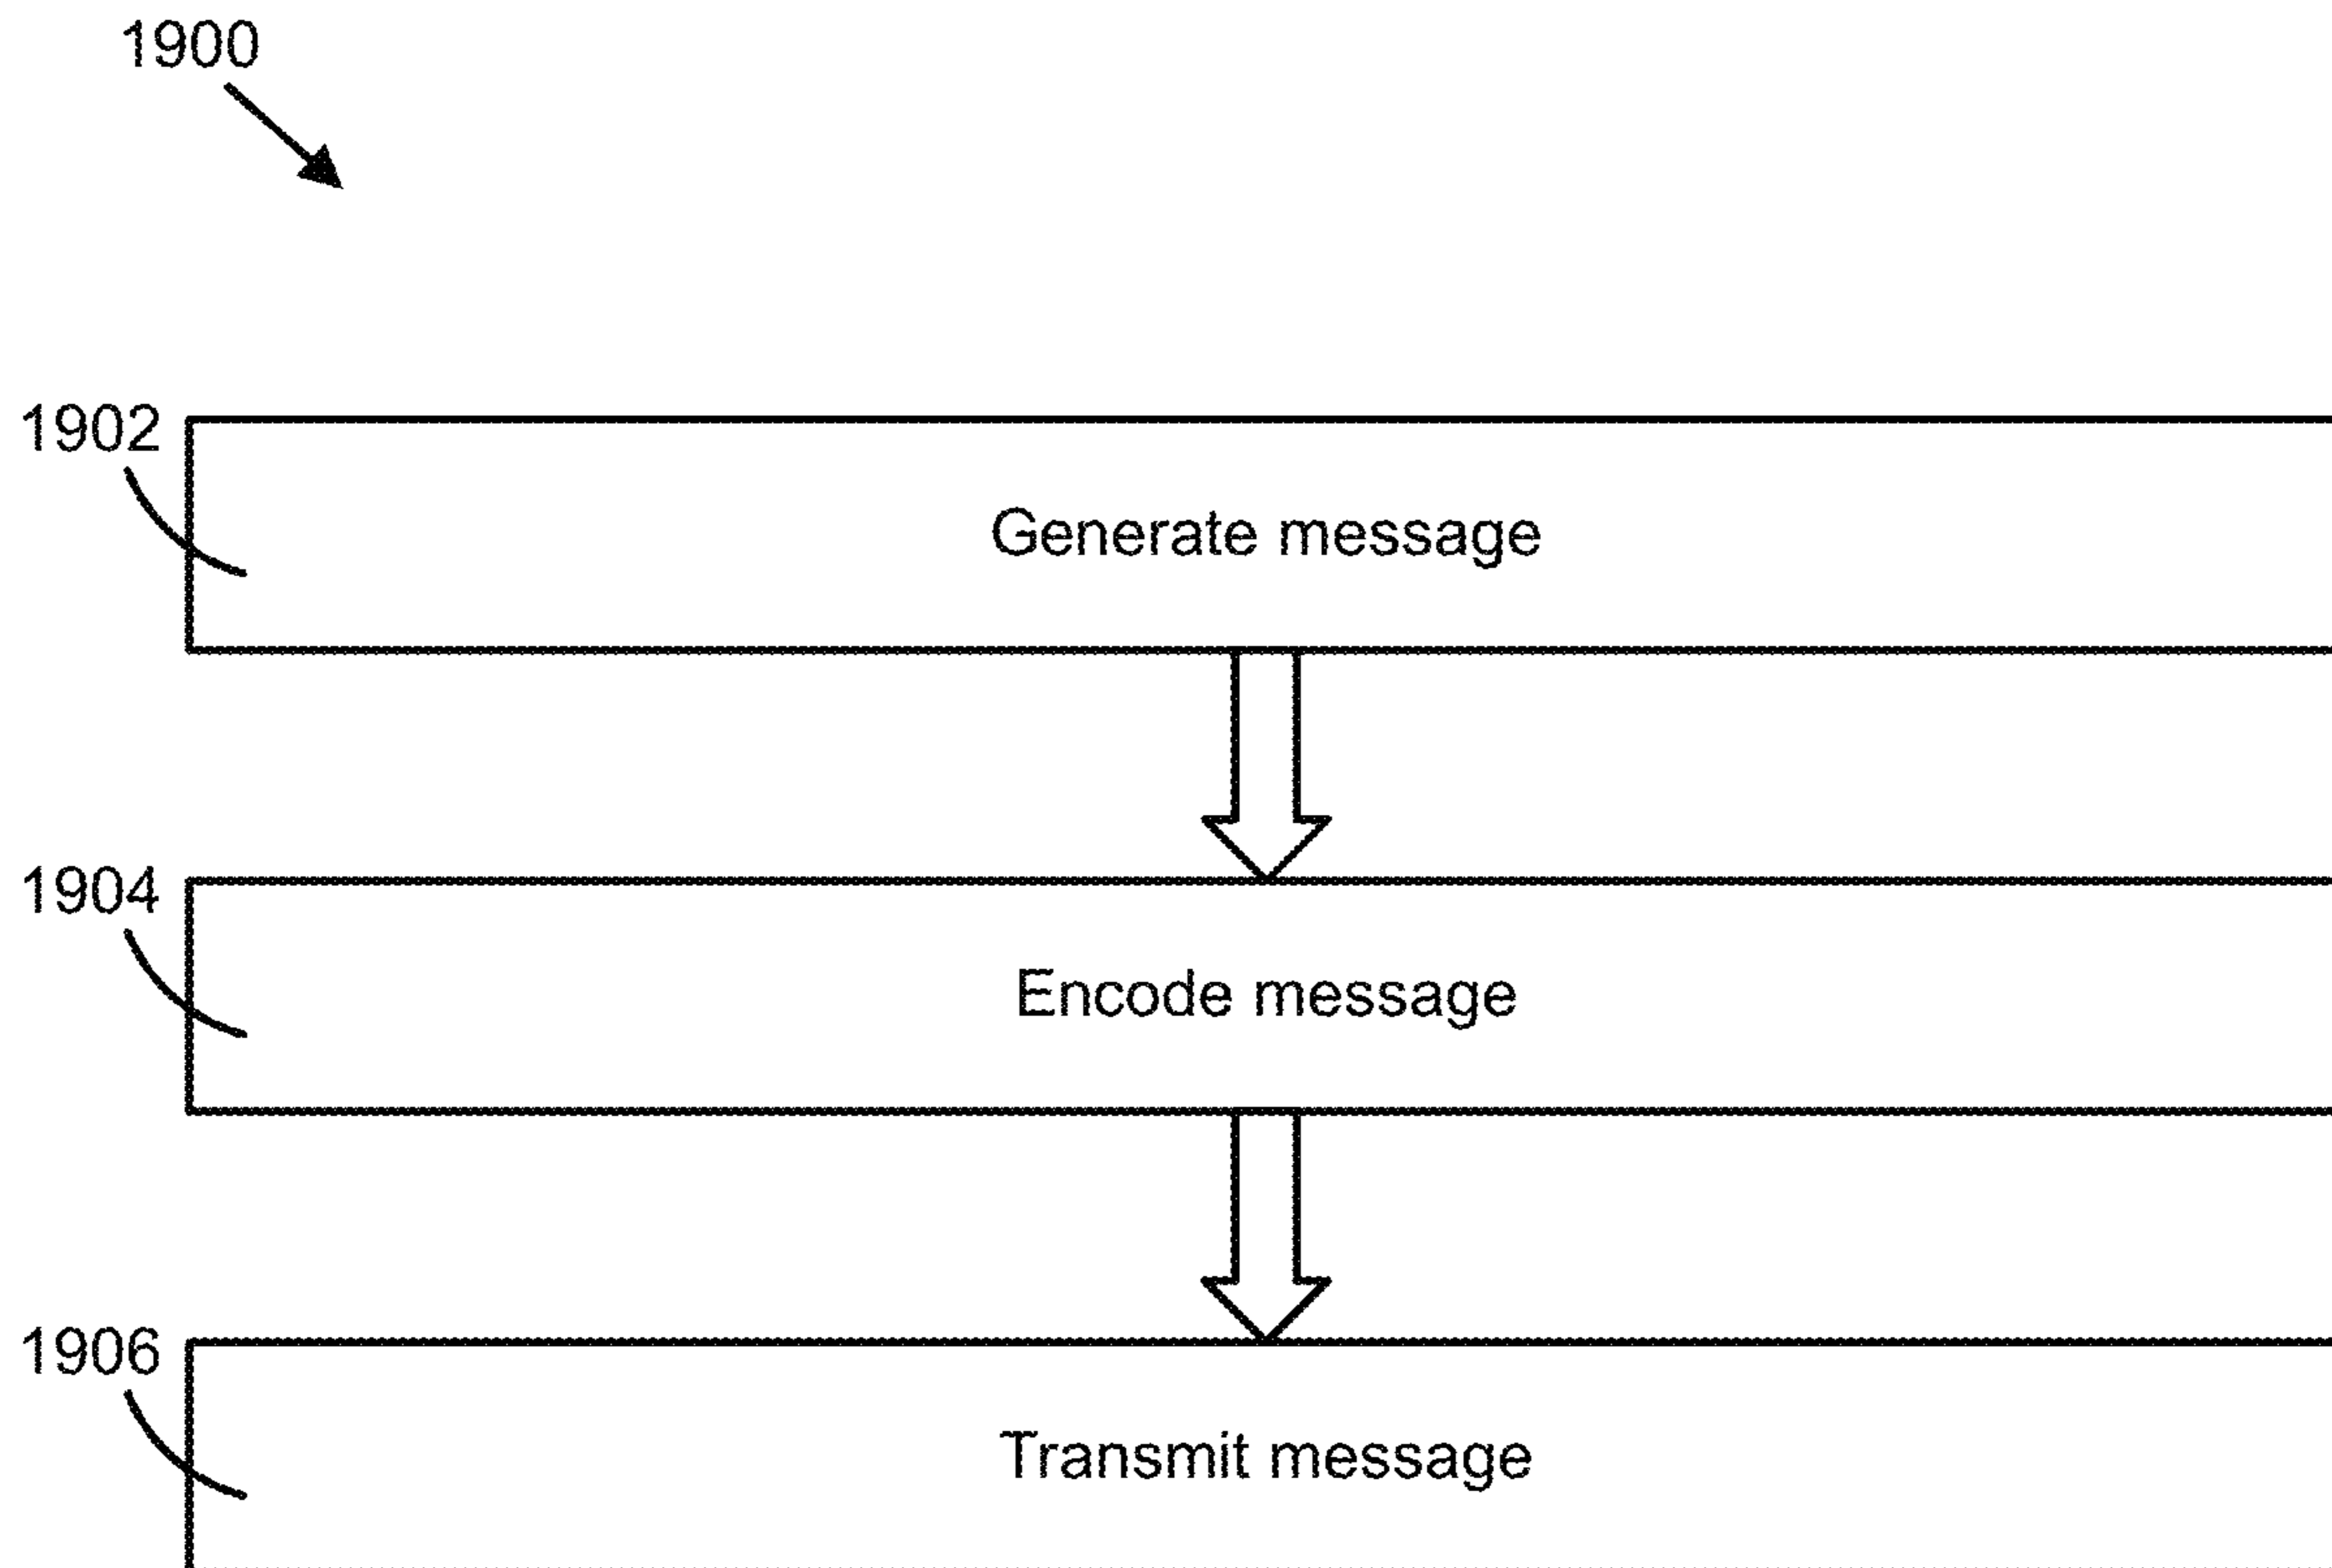 1900
1902
Generate message
1904
Encode message
1906
Transmit message